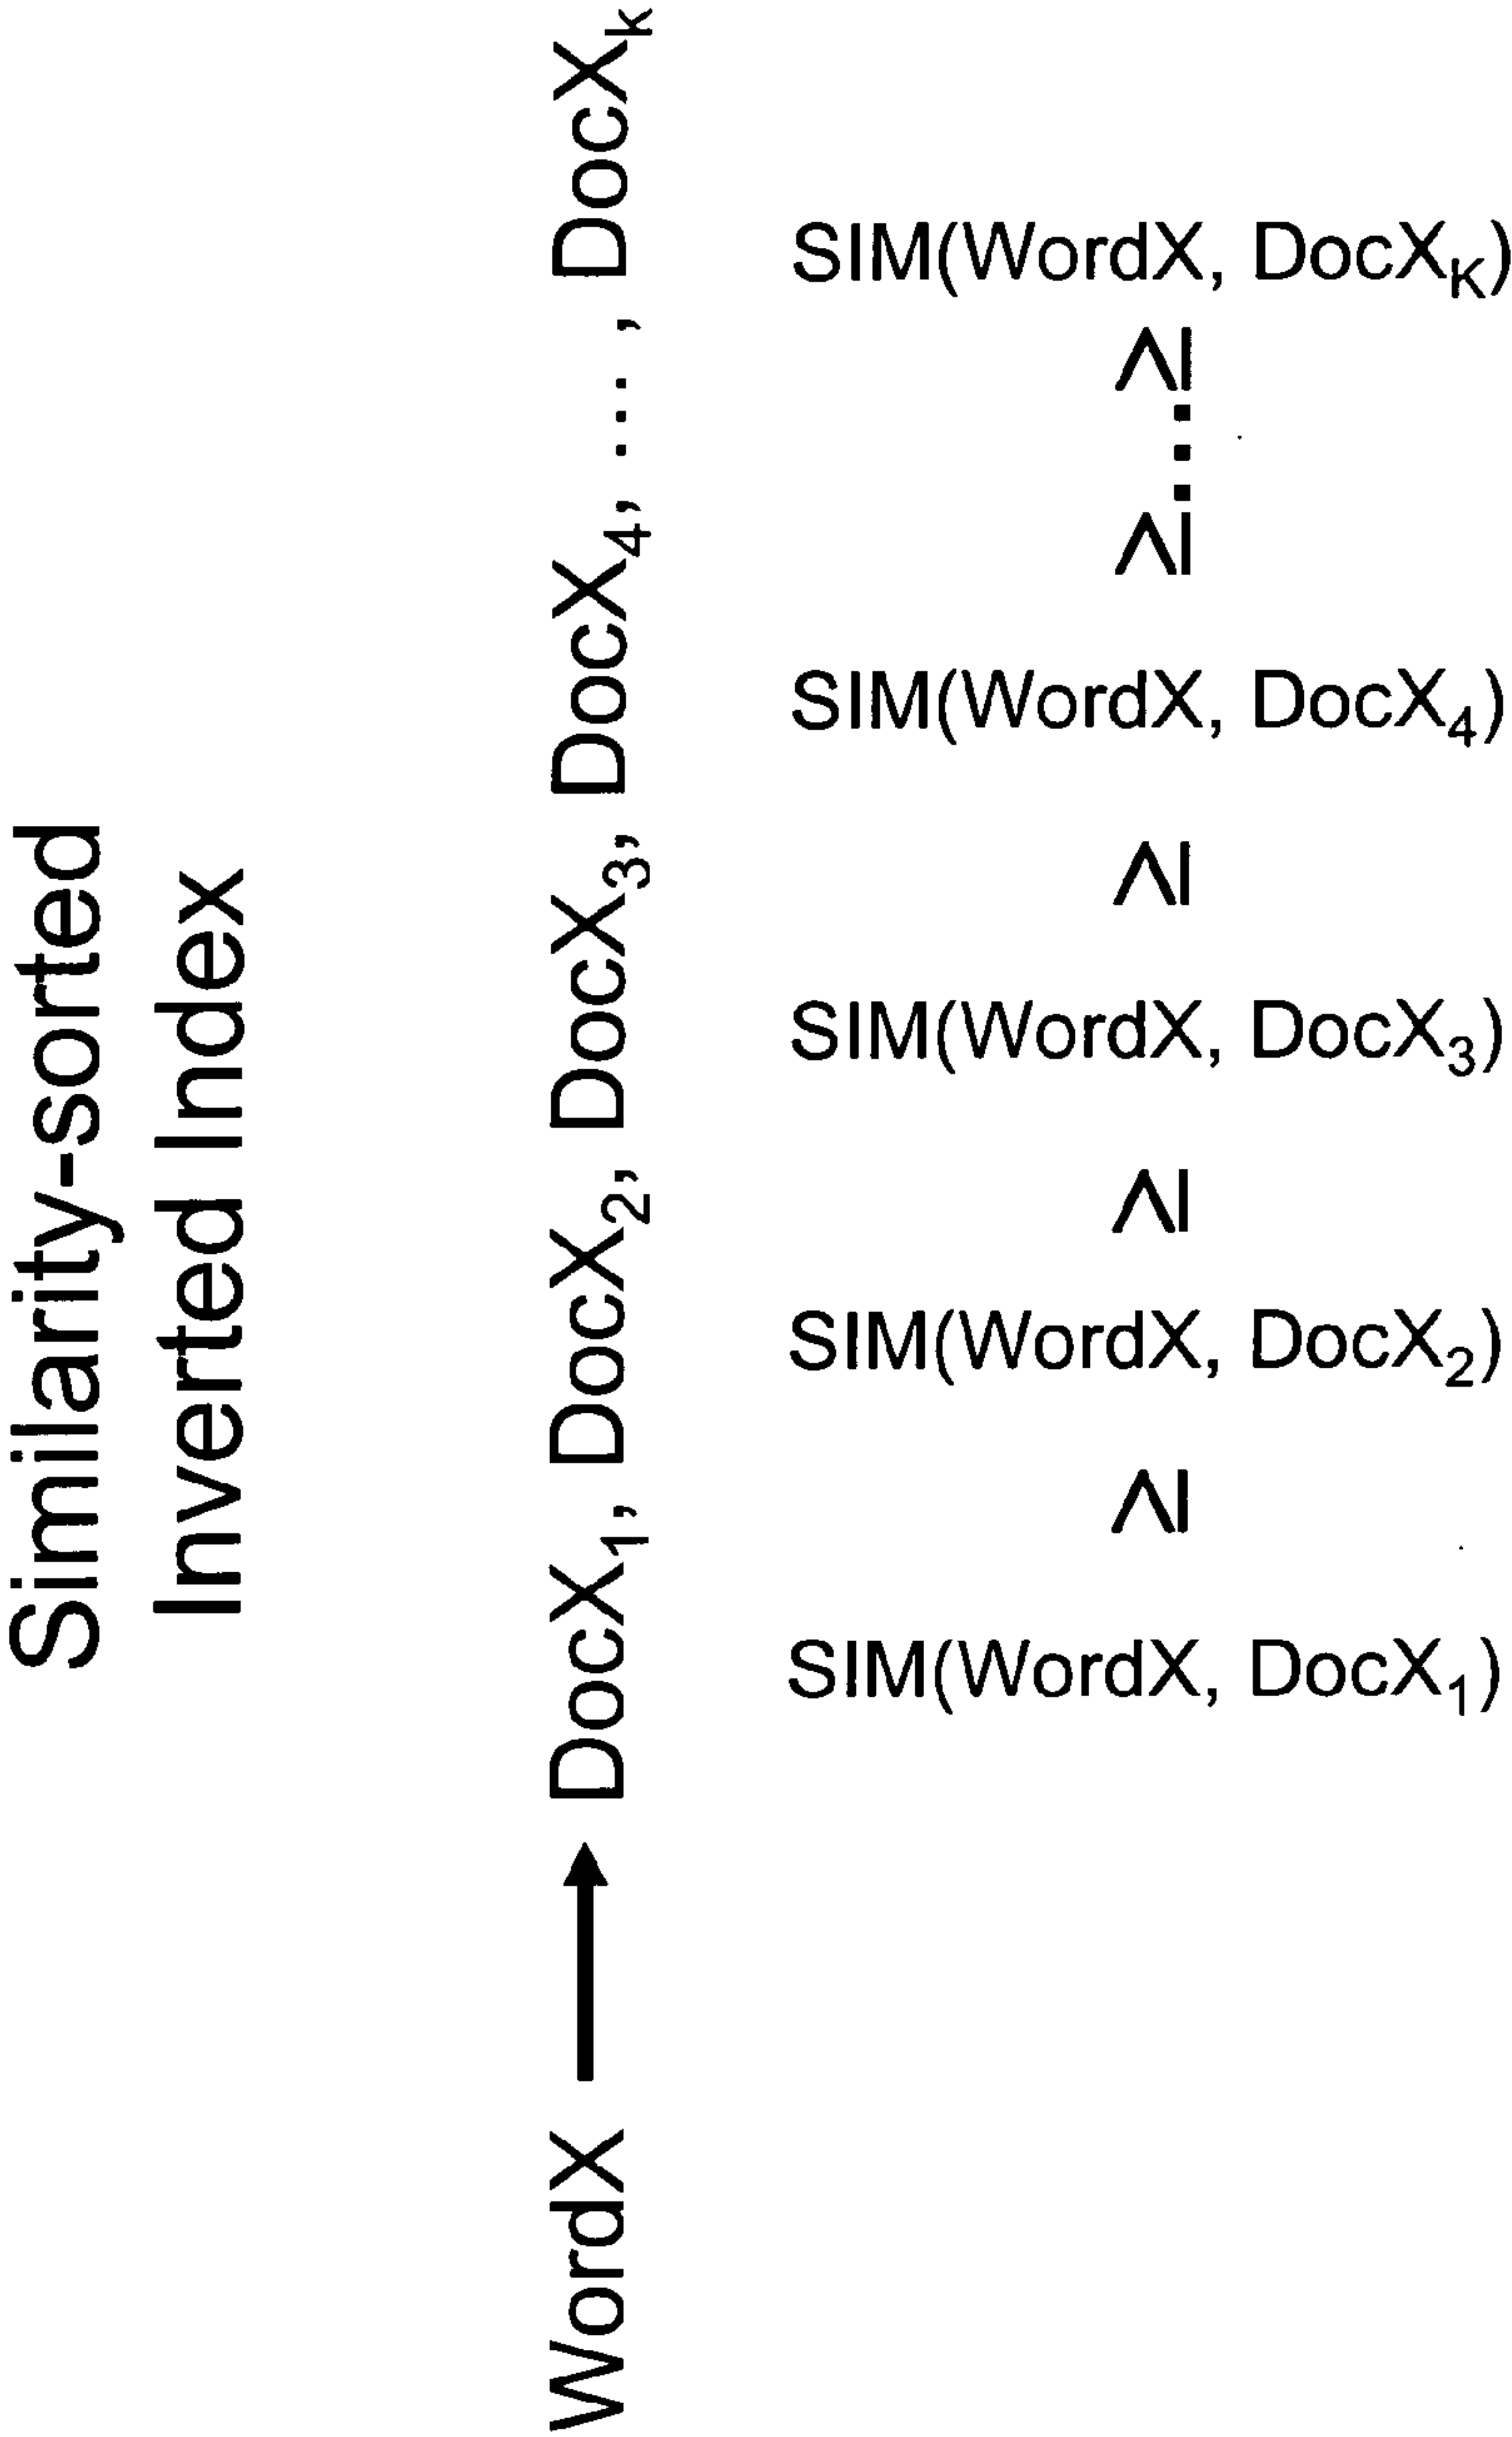 Similarity-sorted
Inverted Index
WordX → DocX₁, DocX₂, DocX₃, DocX₄, . . . , DocXₖ
SIM(WordX, DocX₁)
≥
SIM(WordX, DocX₂)
≥
SIM(WordX, DocX₃)
≥
SIM(WordX, DocX₄)
≥ ... ≥
SIM(WordX, DocX_K)